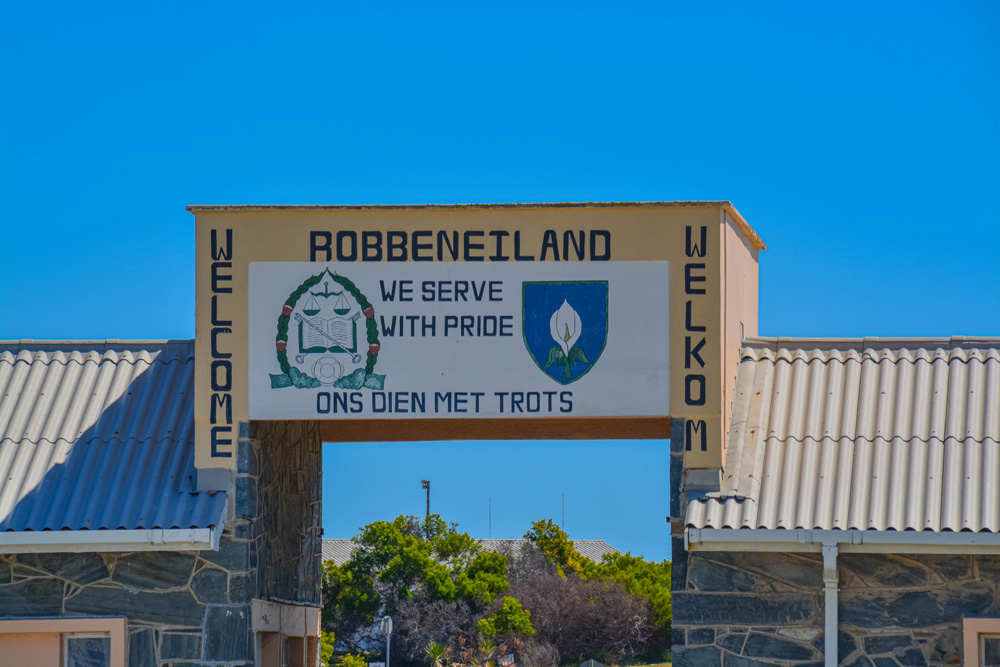 ROBBENEILAND
WELCOME
WE SERVE
WITH PRIDE
ONS DIEN MET TROTS
WELKOM